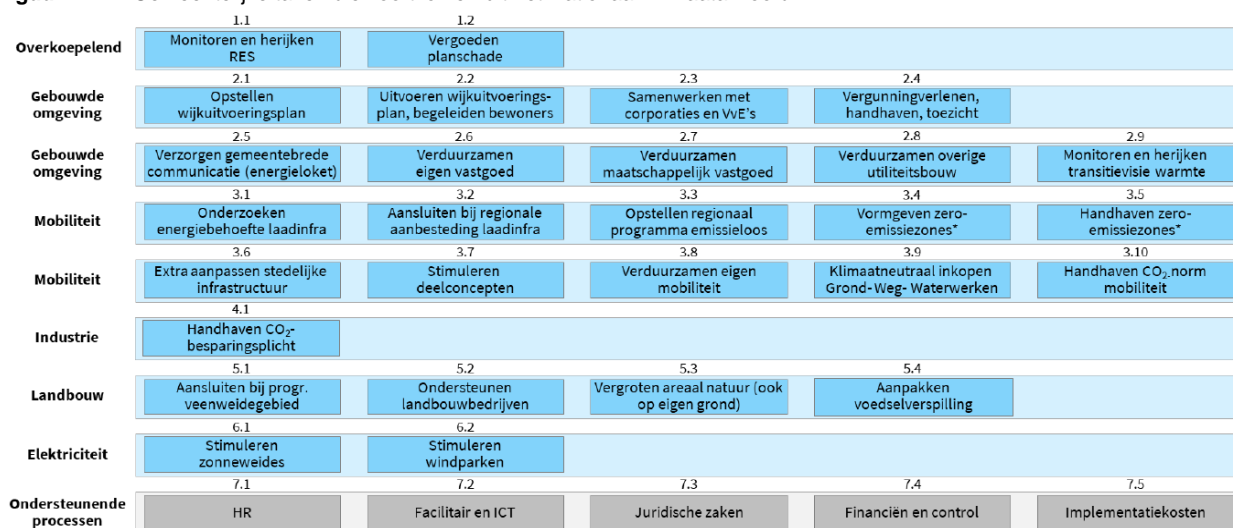 1.1 1.2
Overkoepelend
Monitoren en herijken
RES
Vergoeden
planschade
2.1 2.2 2.3 2.4
Gebouwde
omgeving
Opstellen
wijkuitvoeringsplan
Uitvoeren wijkuitvoerings-
plan, begeleiden bewoners
Samenwerken met
corporaties en VvE's
Vergunningverlenen,
handhaven, toezicht
2.5 2.6 2.7 2.8 2.9
Gebouwde
omgeving
Verzorgen gemeentebrede
communicatie (energieloket)
Verduurzamen
eigen vastgoed
Verduurzamen
maatschappelijk vastgoed
Verduurzamen overige
utiliteitsbouw
Monitoren en herijken
transitievisie warmte
3.1 3.2 3.3 3.4 3.5
Mobiliteit
Onderzoeken
energiebehoefte laadinfra
Aansluiten bij regionale
aanbesteding laadinfra
Opstellen regionaal
programma emissieloos
Vormgeven zero-
emissiezones*
Handhaven zero-
emissiezones*
3.6 3.7 3.8 3.9 3.10
Mobiliteit
Extra aanpassen stedelijke
infrastructuur
Stimuleren
deelconcepten
Verduurzamen eigen
mobiliteit
Klimaatneutraal inkopen
Grond- Weg- Waterwerken
Handhaven CO₂-norm
mobiliteit
4.1
Industrie
Handhaven CO₂-
besparingsplicht
5.1 5.2 5.3 5.4
Landbouw
Aansluiten bij progr.
veenweidegebied
Ondersteunen
landbouwbedrijven
Vergroten areaal natuur (ook
op eigen grond)
Aanpakken
voedselverspilling
6.1 6.2
Elektriciteit
Stimuleren
zonneweides
Stimuleren
windparken
7.1 7.2 7.3 7.4 7.5
Ondersteunende
processen
HR
Facilitair en ICT
Juridische zaken
Financiën en control
Implementatiekosten